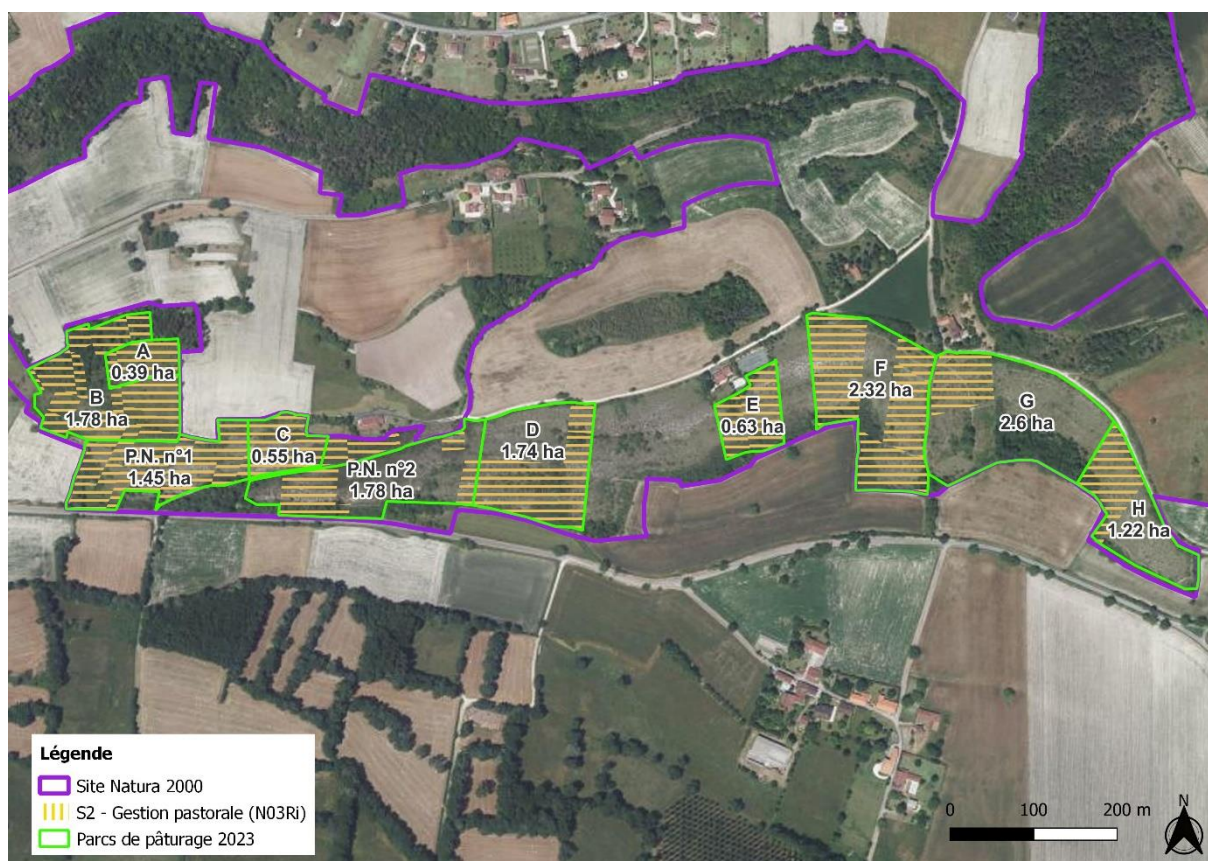 A
0.39 ha
B
1.78 ha
P.N. n°1
1.45 ha
C
0.55 ha
P.N. n°2
1.78 ha
D
1.74 ha
E
0.63 ha
F
2.32 ha
G
2.6 ha
H
1.22 ha
Légende
Site Natura 2000
S2 - Gestion pastorale (N03Ri)
Parcs de pâturage 2023
0 100 200 m
N